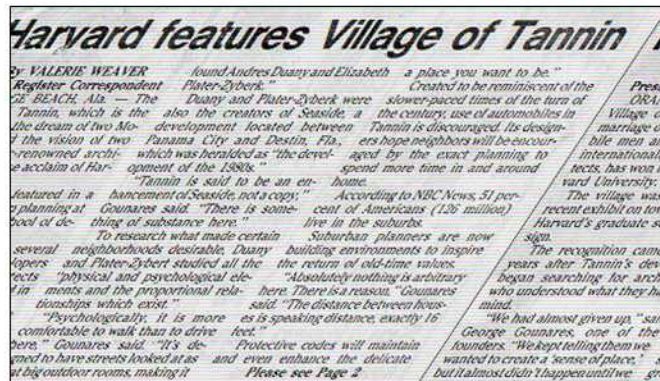 Harvard features Village of Tannin
By VALERIE WEAVER
Register Correspondent
GE BEACH, Ala. — The
Tannin, which is the
the dream of two Mo-
d the vision of two
-renowned archi-
e acclaim of Har-
featured in a
planning at
ool of de-
To research what made certain
several neighborhoods desirable, Duany
lopers and Plater-Zyberk studied all the
rects "physical and psychological ele-
d in ments and the proportional rela-
tionships which exist."
"Psychologically, it is more
comfortable to walk than to drive
here," Gounares said. "It's de-
gned to have streets looked at as
at big outdoor rooms, making it
found Andres Duany and Elizabeth
Plater-Zyberk."
Duany and Plater-Zyberk were
also the creators of Seaside, a
development located between
Panama City and Destin, Fla.,
which was heralded as "the devel-
opment of the 1980s."
"Tannin is said to be an en-
hancement of Seaside, not a copy,"
Gounares said. "There is some-
thing of substance here."
a place you want to be."
Created to be reminiscent of the
slower-paced times of the turn of
the century, use of automobiles in
Tannin is discouraged. Its design-
ers hope neighbors will be encour-
aged by the exact planning to
spend more time in and around
home.
According to NBC News, 51 per-
cent of Americans (126 million)
live in the suburbs.
Suburban planners are now
building environments to inspire
the return of old-time values.
"Absolutely nothing is arbitrary
here. There is a reason," Gounares
said. "The distance between hous-
es is speaking distance, exactly 16
feet."
Protective codes will maintain
and even enhance the delicate
Please see Page 2
Pres
ORAN
Village o
marriage o
bile men a
international
tects, has won
vard University.
The village was
recent exhibit on tow
Harvard's graduate s
sign.
The recognition cam
years after Tannin's dev
began searching for arch
who understood what they ha
mind.
"We had almost given up," sai
George Gounares, one of the
founders. "We kept telling them we
wanted to create a 'sense of place,'
but it almost didn't happen until we